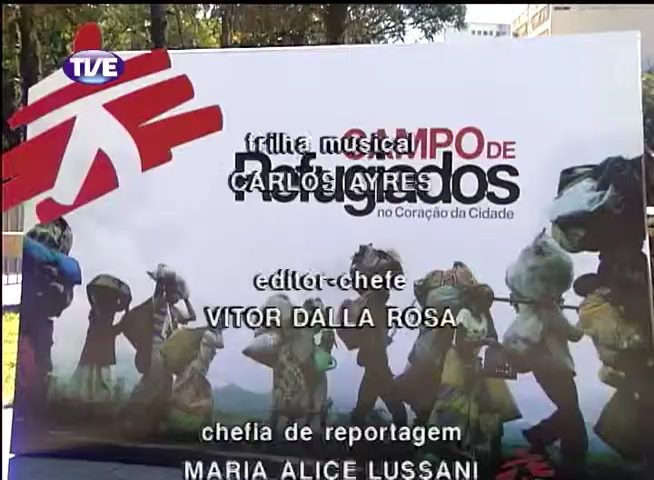 TVE
CAMPO DE
Refugiados
no Coração da Cidade
trilha musical
CARLOS AYRES
editor-chefe
VITOR DALLA ROSA
chefia de reportagem
MARIA ALICE LUSSANI